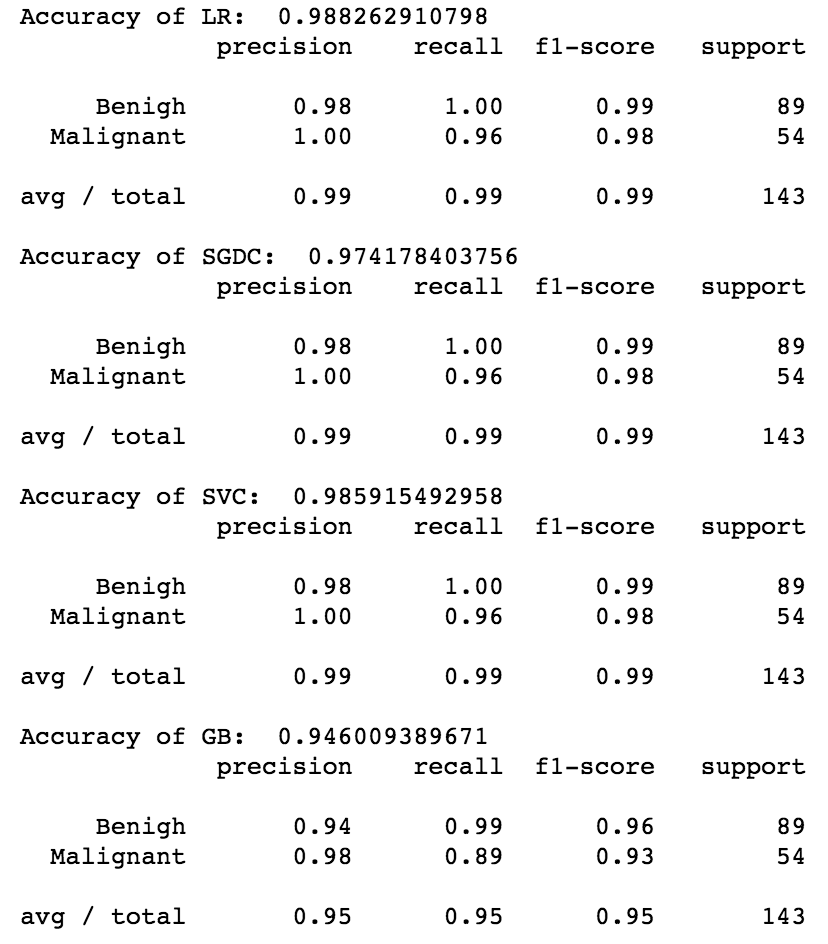 Accuracy of LR:  0.988262910798
             precision    recall  f1-score   support

     Benigh       0.98      1.00      0.99        89
  Malignant       1.00      0.96      0.98        54

avg / total       0.99      0.99      0.99       143

Accuracy of SGDC:  0.974178403756
             precision    recall  f1-score   support

     Benigh       0.98      1.00      0.99        89
  Malignant       1.00      0.96      0.98        54

avg / total       0.99      0.99      0.99       143

Accuracy of SVC:  0.985915492958
             precision    recall  f1-score   support

     Benigh       0.98      1.00      0.99        89
  Malignant       1.00      0.96      0.98        54

avg / total       0.99      0.99      0.99       143

Accuracy of GB:  0.946009389671
             precision    recall  f1-score   support

     Benigh       0.94      0.99      0.96        89
  Malignant       0.98      0.89      0.93        54

avg / total       0.95      0.95      0.95       143